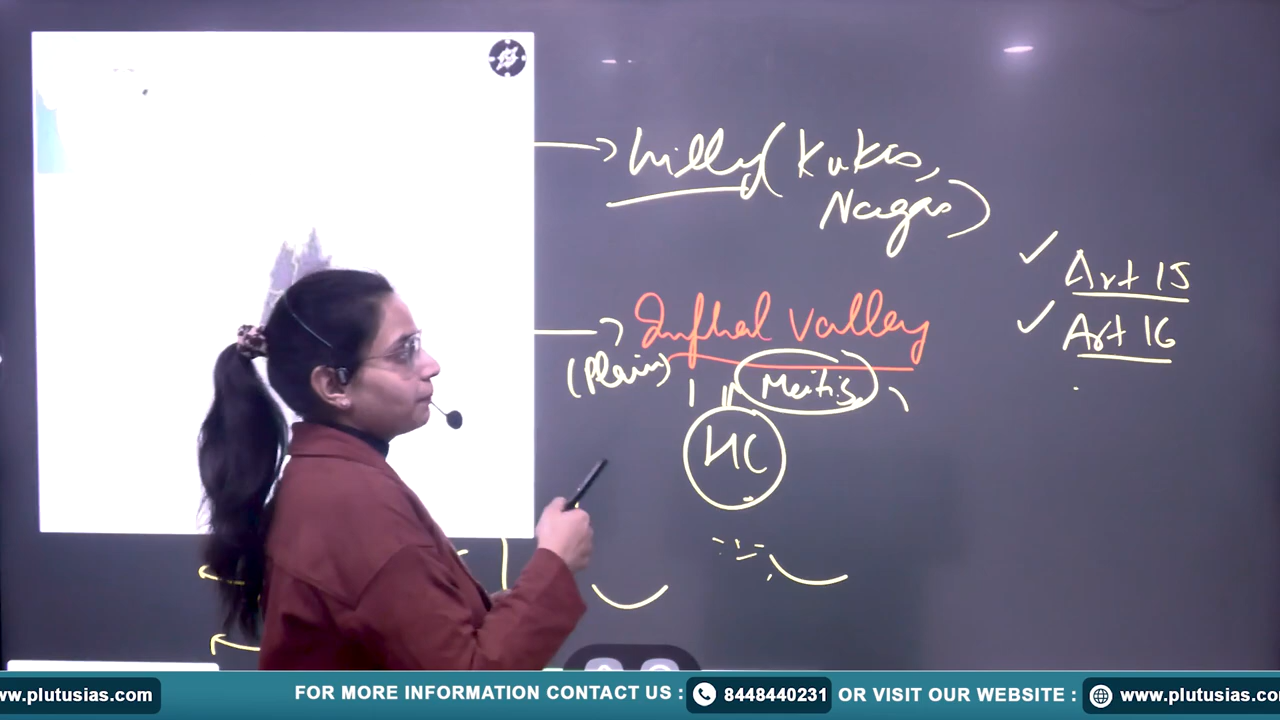 hilly (Kukis,
Nagas)
Art 15
Imphal Valley
Art 16
(Plain)
Meitis
HC
www.plutusias.com
FOR MORE INFORMATION CONTACT US : 8448440231 OR VISIT OUR WEBSITE : www.plutusias.com